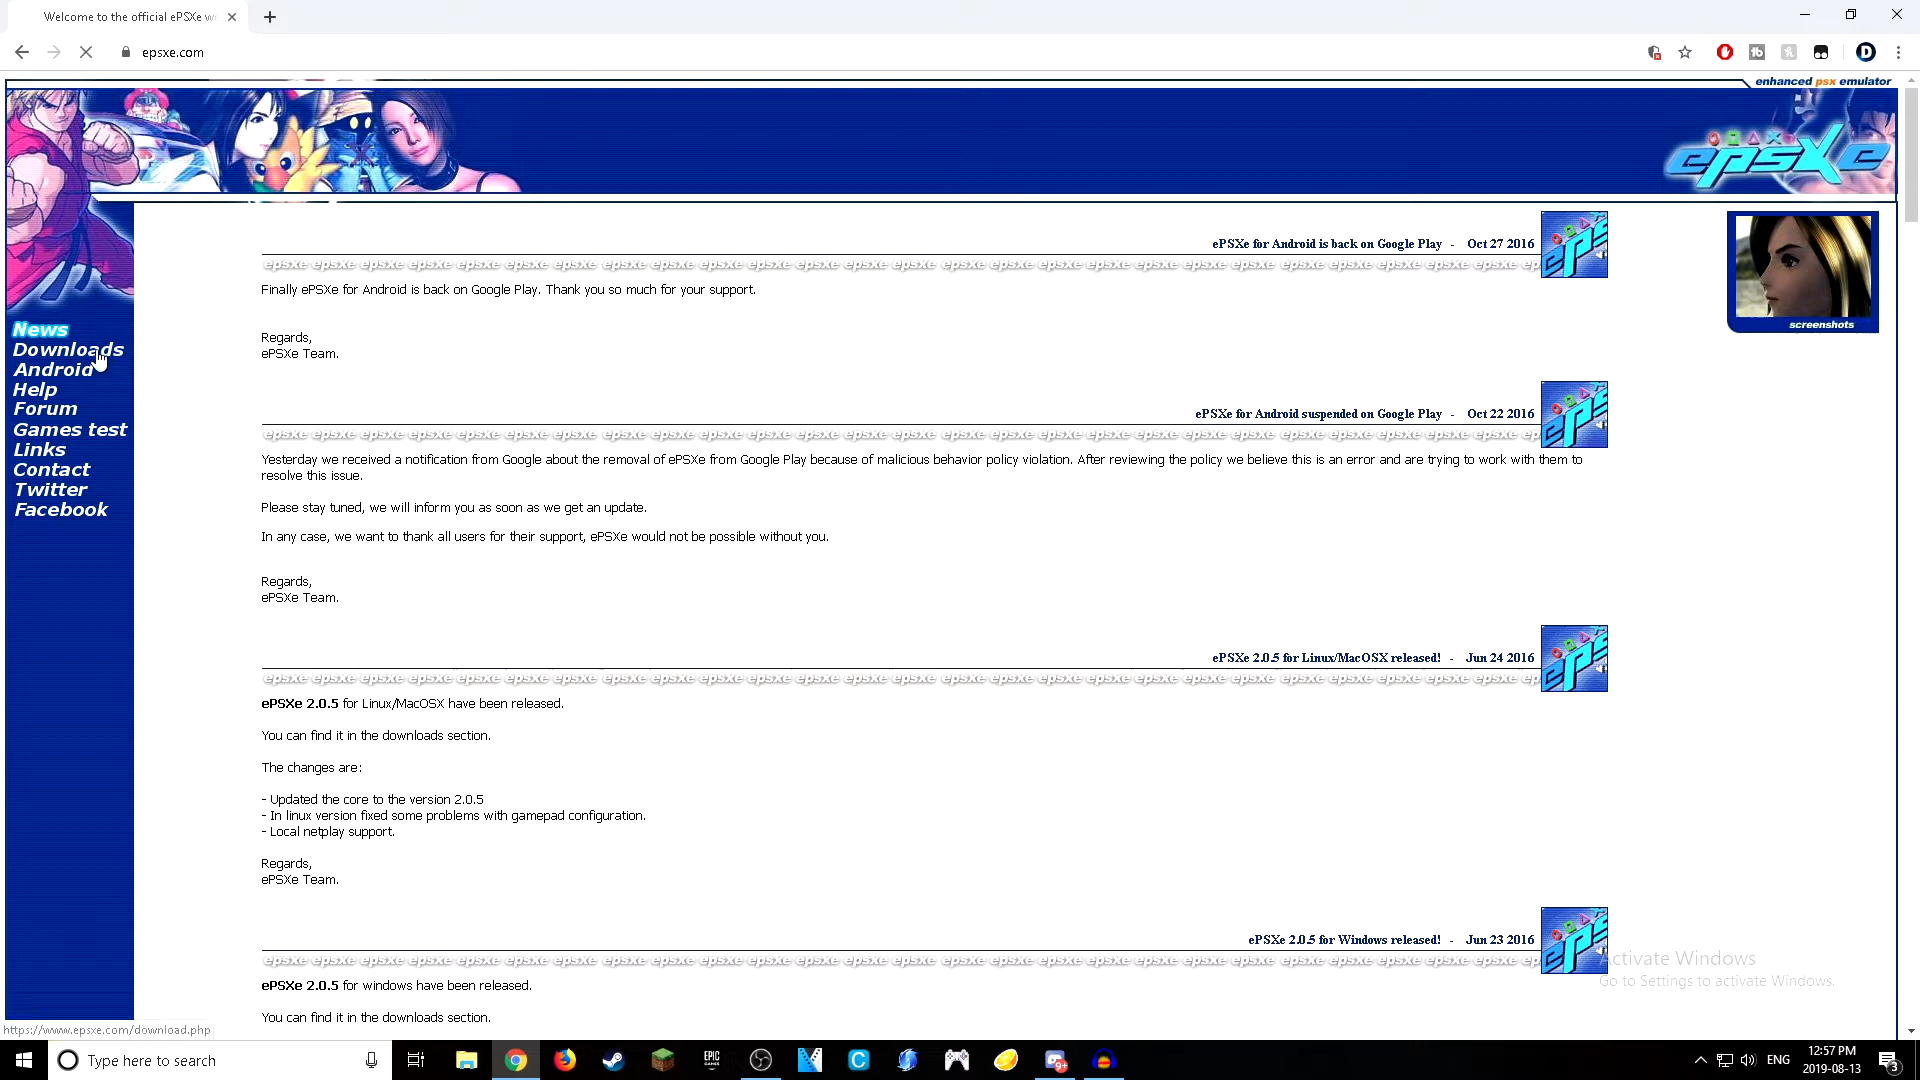 Welcome to the official ePSXe w
epsxe.com
enhanced psx emulator
epsxe
ePSXe for Android is back on Google Play - Oct 27 2016
Finally ePSXe for Android is back on Google Play. Thank you so much for your support.
Regards,
ePSXe Team.
screenshots
News
Downloads
Android
Help
Forum
Games test
Links
Contact
Twitter
Facebook
ePSXe for Android suspended on Google Play - Oct 22 2016
Yesterday we received a notification from Google about the removal of ePSXe from Google Play because of malicious behavior policy violation. After reviewing the policy we believe this is an error and are trying to work with them to
resolve this issue.
Please stay tuned, we will inform you as soon as we get an update.
In any case, we want to thank all users for their support, ePSXe would not be possible without you.
Regards,
ePSXe Team.
ePSXe 2.0.5 for Linux/MacOSX released! - Jun 24 2016
ePSXe 2.0.5 for Linux/MacOSX have been released.
You can find it in the downloads section.
The changes are:
- Updated the core to the version 2.0.5
- In linux version fixed some problems with gamepad configuration.
- Local netplay support.
Regards,
ePSXe Team.
ePSXe 2.0.5 for Windows released! - Jun 23 2016
ePSXe 2.0.5 for windows have been released.
You can find it in the downloads section.
Activate Windows
Go to Settings to activate Windows.
https://www.epsxe.com/download.php
Type here to search
EPIC GAMES
9+
ENG
12:57 PM
2019-08-13
3